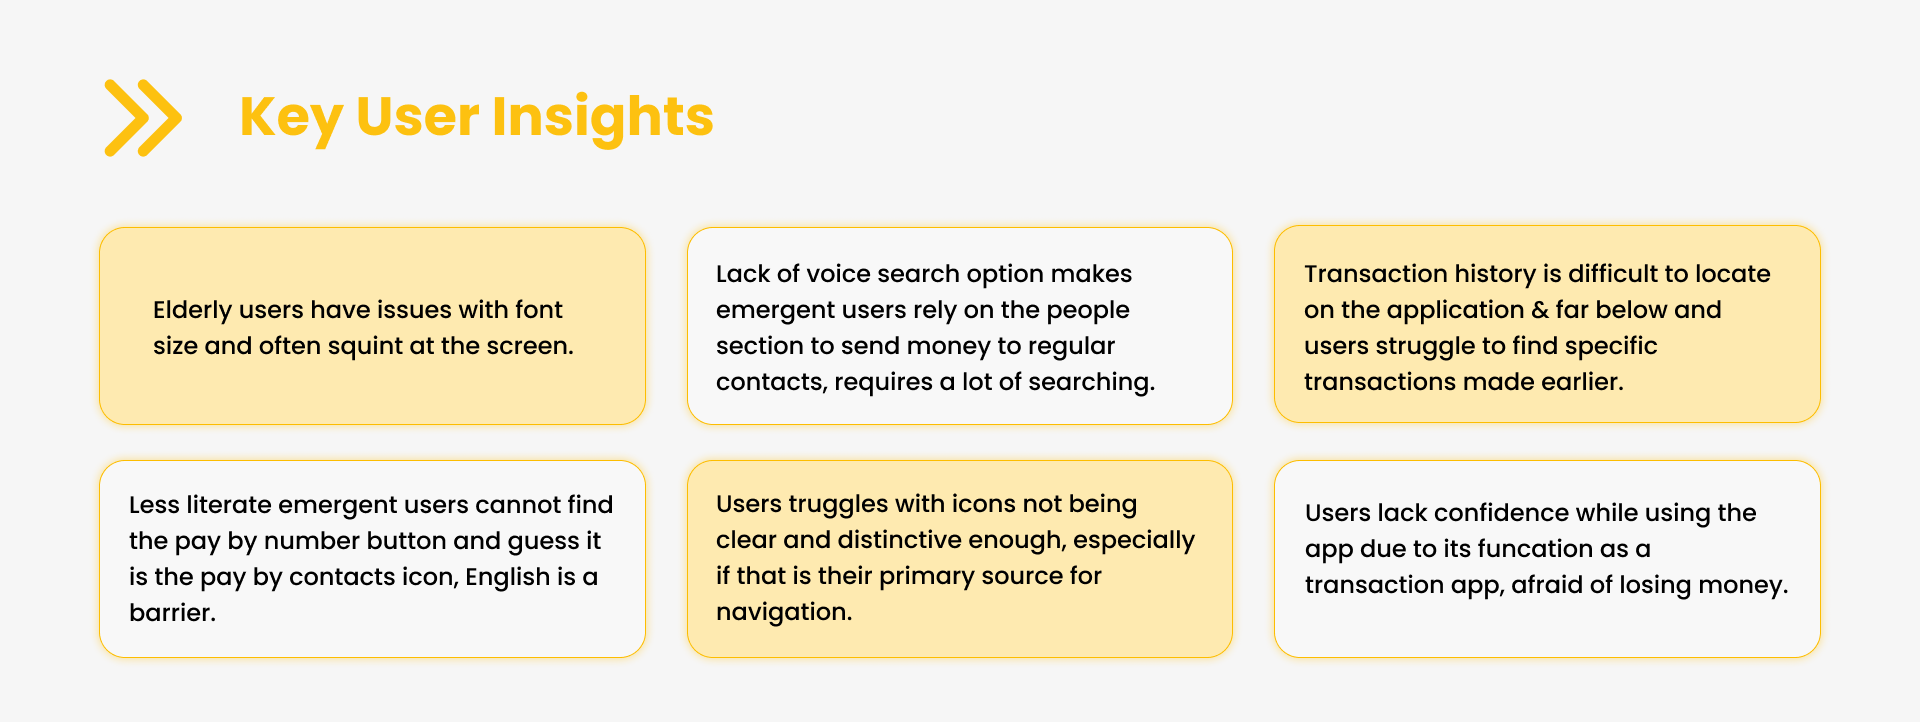 Key User Insights
Elderly users have issues with font
size and often squint at the screen.
Lack of voice search option makes
emergent users rely on the people
section to send money to regular
contacts, requires a lot of searching.
Transaction history is difficult to locate
on the application & far below and
users struggle to find specific
transactions made earlier.
Less literate emergent users cannot find
the pay by number button and guess it
is the pay by contacts icon, English is a
barrier.
Users truggles with icons not being
clear and distinctive enough, especially
if that is their primary source for
navigation.
Users lack confidence while using the
app due to its funcation as a
transaction app, afraid of losing money.